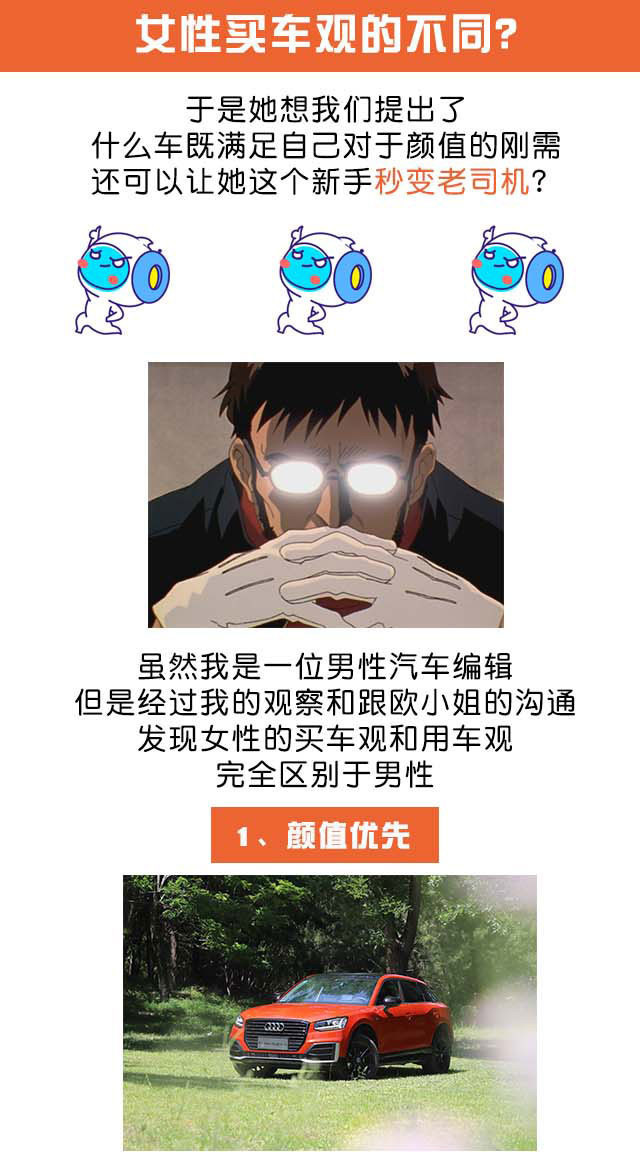 女性买车观的不同?
于是她想我们提出了
什么车既满足自己对于颜值的刚需
还可以让她这个新手秒变老司机?
虽然我是一位男性汽车编辑
但是经过我的观察和跟欧小姐的沟通
发现女性的买车观和用车观
完全区别于男性
1、颜值优先